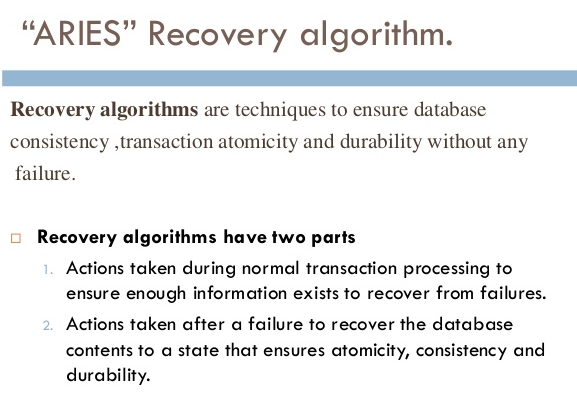 “ARIES” Recovery algorithm.
Recovery algorithms are techniques to ensure database
consistency ,transaction atomicity and durability without any
failure.
Recovery algorithms have two parts
1. Actions taken during normal transaction processing to
ensure enough information exists to recover from failures.
2. Actions taken after a failure to recover the database
contents to a state that ensures atomicity, consistency and
durability.